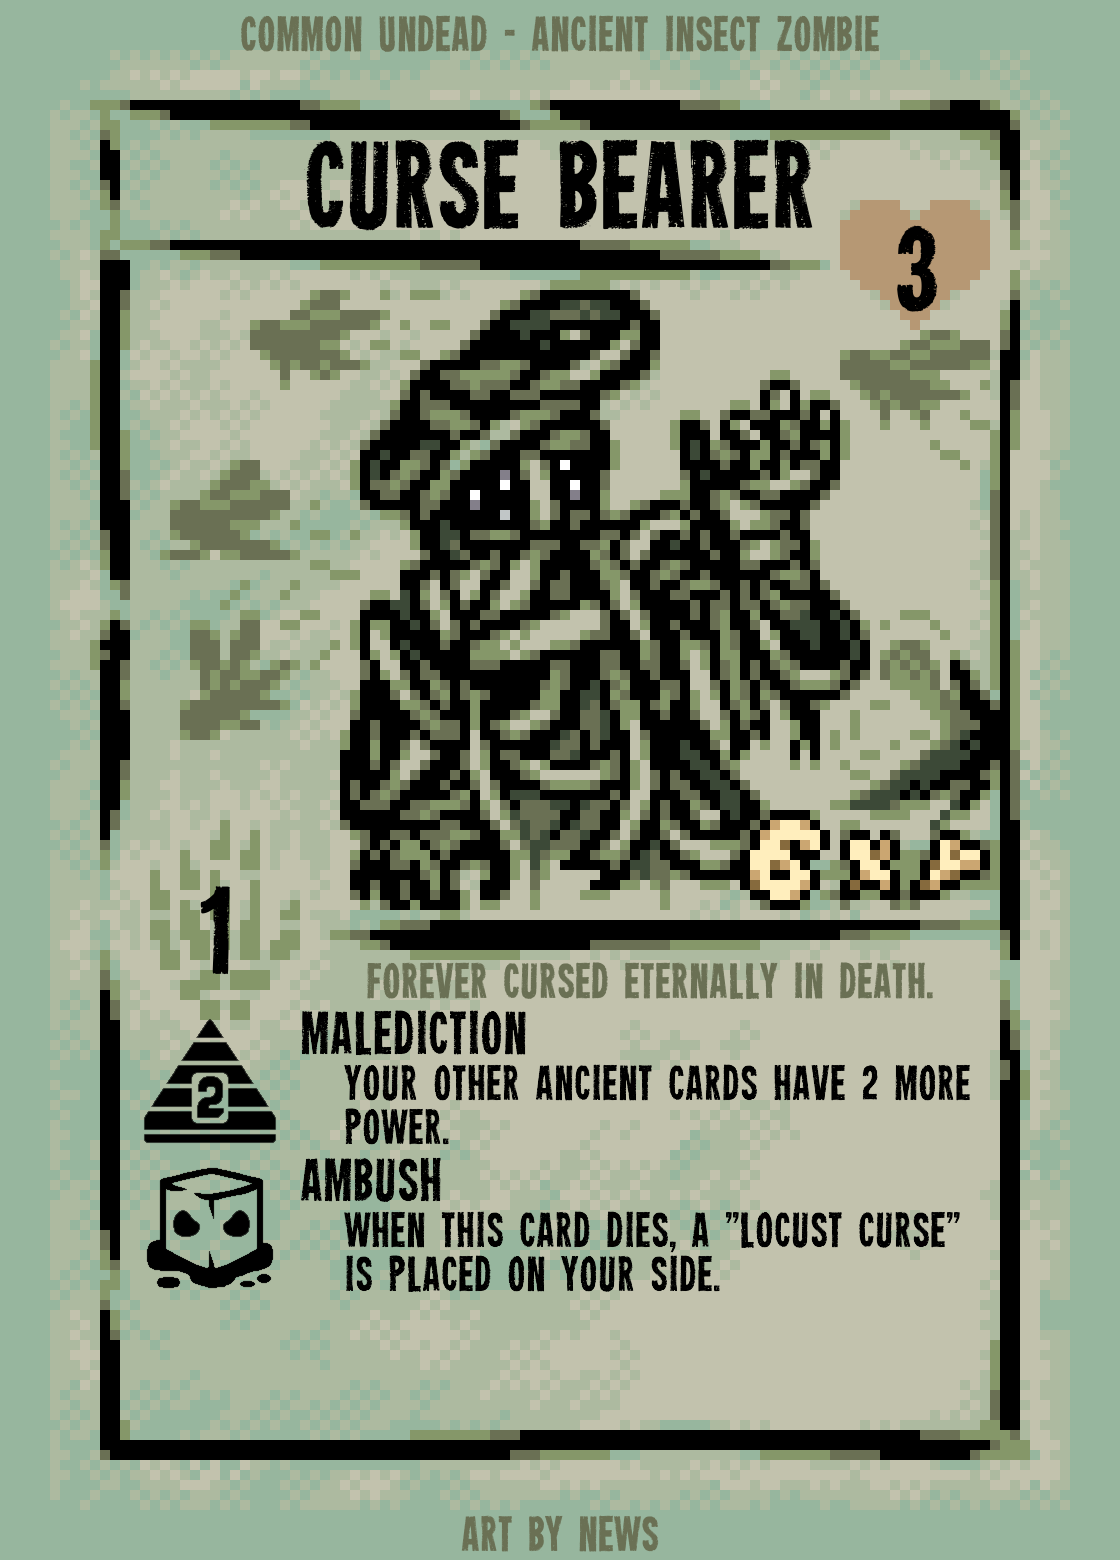 COMMON UNDEAD - ANCIENT INSECT ZOMBIE
CURSE BEARER
3
6 x
1
FOREVER CURSED ETERNALLY IN DEATH.
MALEDICTION
2
YOUR OTHER ANCIENT CARDS HAVE 2 MORE
POWER.
AMBUSH
WHEN THIS CARD DIES, A "LOCUST CURSE"
IS PLACED ON YOUR SIDE.
ART BY NEWS